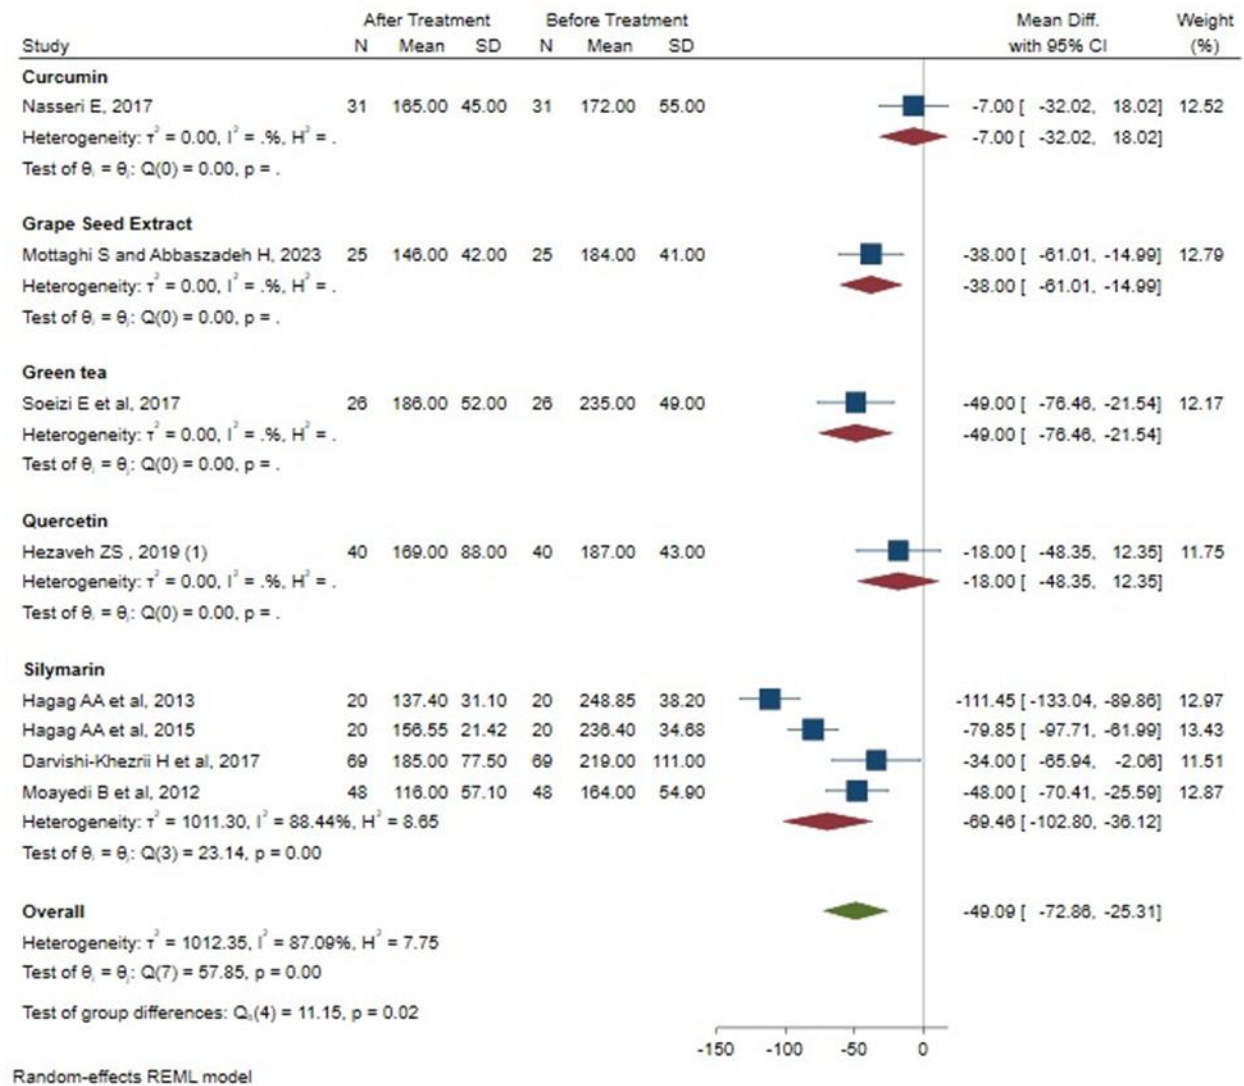 After Treatment Before Treatment Mean Diff. Weight
Study N Mean SD N Mean SD with 95% CI (%)
Curcumin
Nasseri E, 2017 31 165.00 45.00 31 172.00 55.00 -7.00 [ -32.02, 18.02] 12.52
Heterogeneity: τ² = 0.00, I² = .%, H² = . -7.00 [ -32.02, 18.02]
Test of θᵢ = θⱼ: Q(0) = 0.00, p = .
Grape Seed Extract
Mottaghi S and Abbaszadeh H, 2023 25 146.00 42.00 25 184.00 41.00 -38.00 [ -61.01, -14.99] 12.79
Heterogeneity: τ² = 0.00, I² = .%, H² = . -38.00 [ -61.01, -14.99]
Test of θᵢ = θⱼ: Q(0) = 0.00, p = .
Green tea
Soeizi E et al, 2017 26 186.00 52.00 26 235.00 49.00 -49.00 [ -76.46, -21.54] 12.17
Heterogeneity: τ² = 0.00, I² = .%, H² = . -49.00 [ -76.46, -21.54]
Test of θᵢ = θⱼ: Q(0) = 0.00, p = .
Quercetin
Hezaveh ZS , 2019 (1) 40 169.00 88.00 40 187.00 43.00 -18.00 [ -48.35, 12.35] 11.75
Heterogeneity: τ² = 0.00, I² = .%, H² = . -18.00 [ -48.35, 12.35]
Test of θᵢ = θⱼ: Q(0) = 0.00, p = .
Silymarin
Hagag AA et al, 2013 20 137.40 31.10 20 248.85 38.20 -111.45 [ -133.04, -89.86] 12.97
Hagag AA et al, 2015 20 156.55 21.42 20 236.40 34.68 -79.85 [ -97.71, -61.99] 13.43
Darvishi-Khezrii H et al, 2017 69 185.00 77.50 69 219.00 111.00 -34.00 [ -65.94, -2.06] 11.51
Moayedi B et al, 2012 48 116.00 57.10 48 164.00 54.90 -48.00 [ -70.41, -25.59] 12.87
Heterogeneity: τ² = 1011.30, I² = 88.44%, H² = 8.65 -69.46 [ -102.80, -36.12]
Test of θᵢ = θⱼ: Q(3) = 23.14, p = 0.00
Overall -49.09 [ -72.86, -25.31]
Heterogeneity: τ² = 1012.35, I² = 87.09%, H² = 7.75
Test of θᵢ = θⱼ: Q(7) = 57.85, p = 0.00
Test of group differences: Qb(4) = 11.15, p = 0.02
-150 -100 -50 0
Random-effects REML model